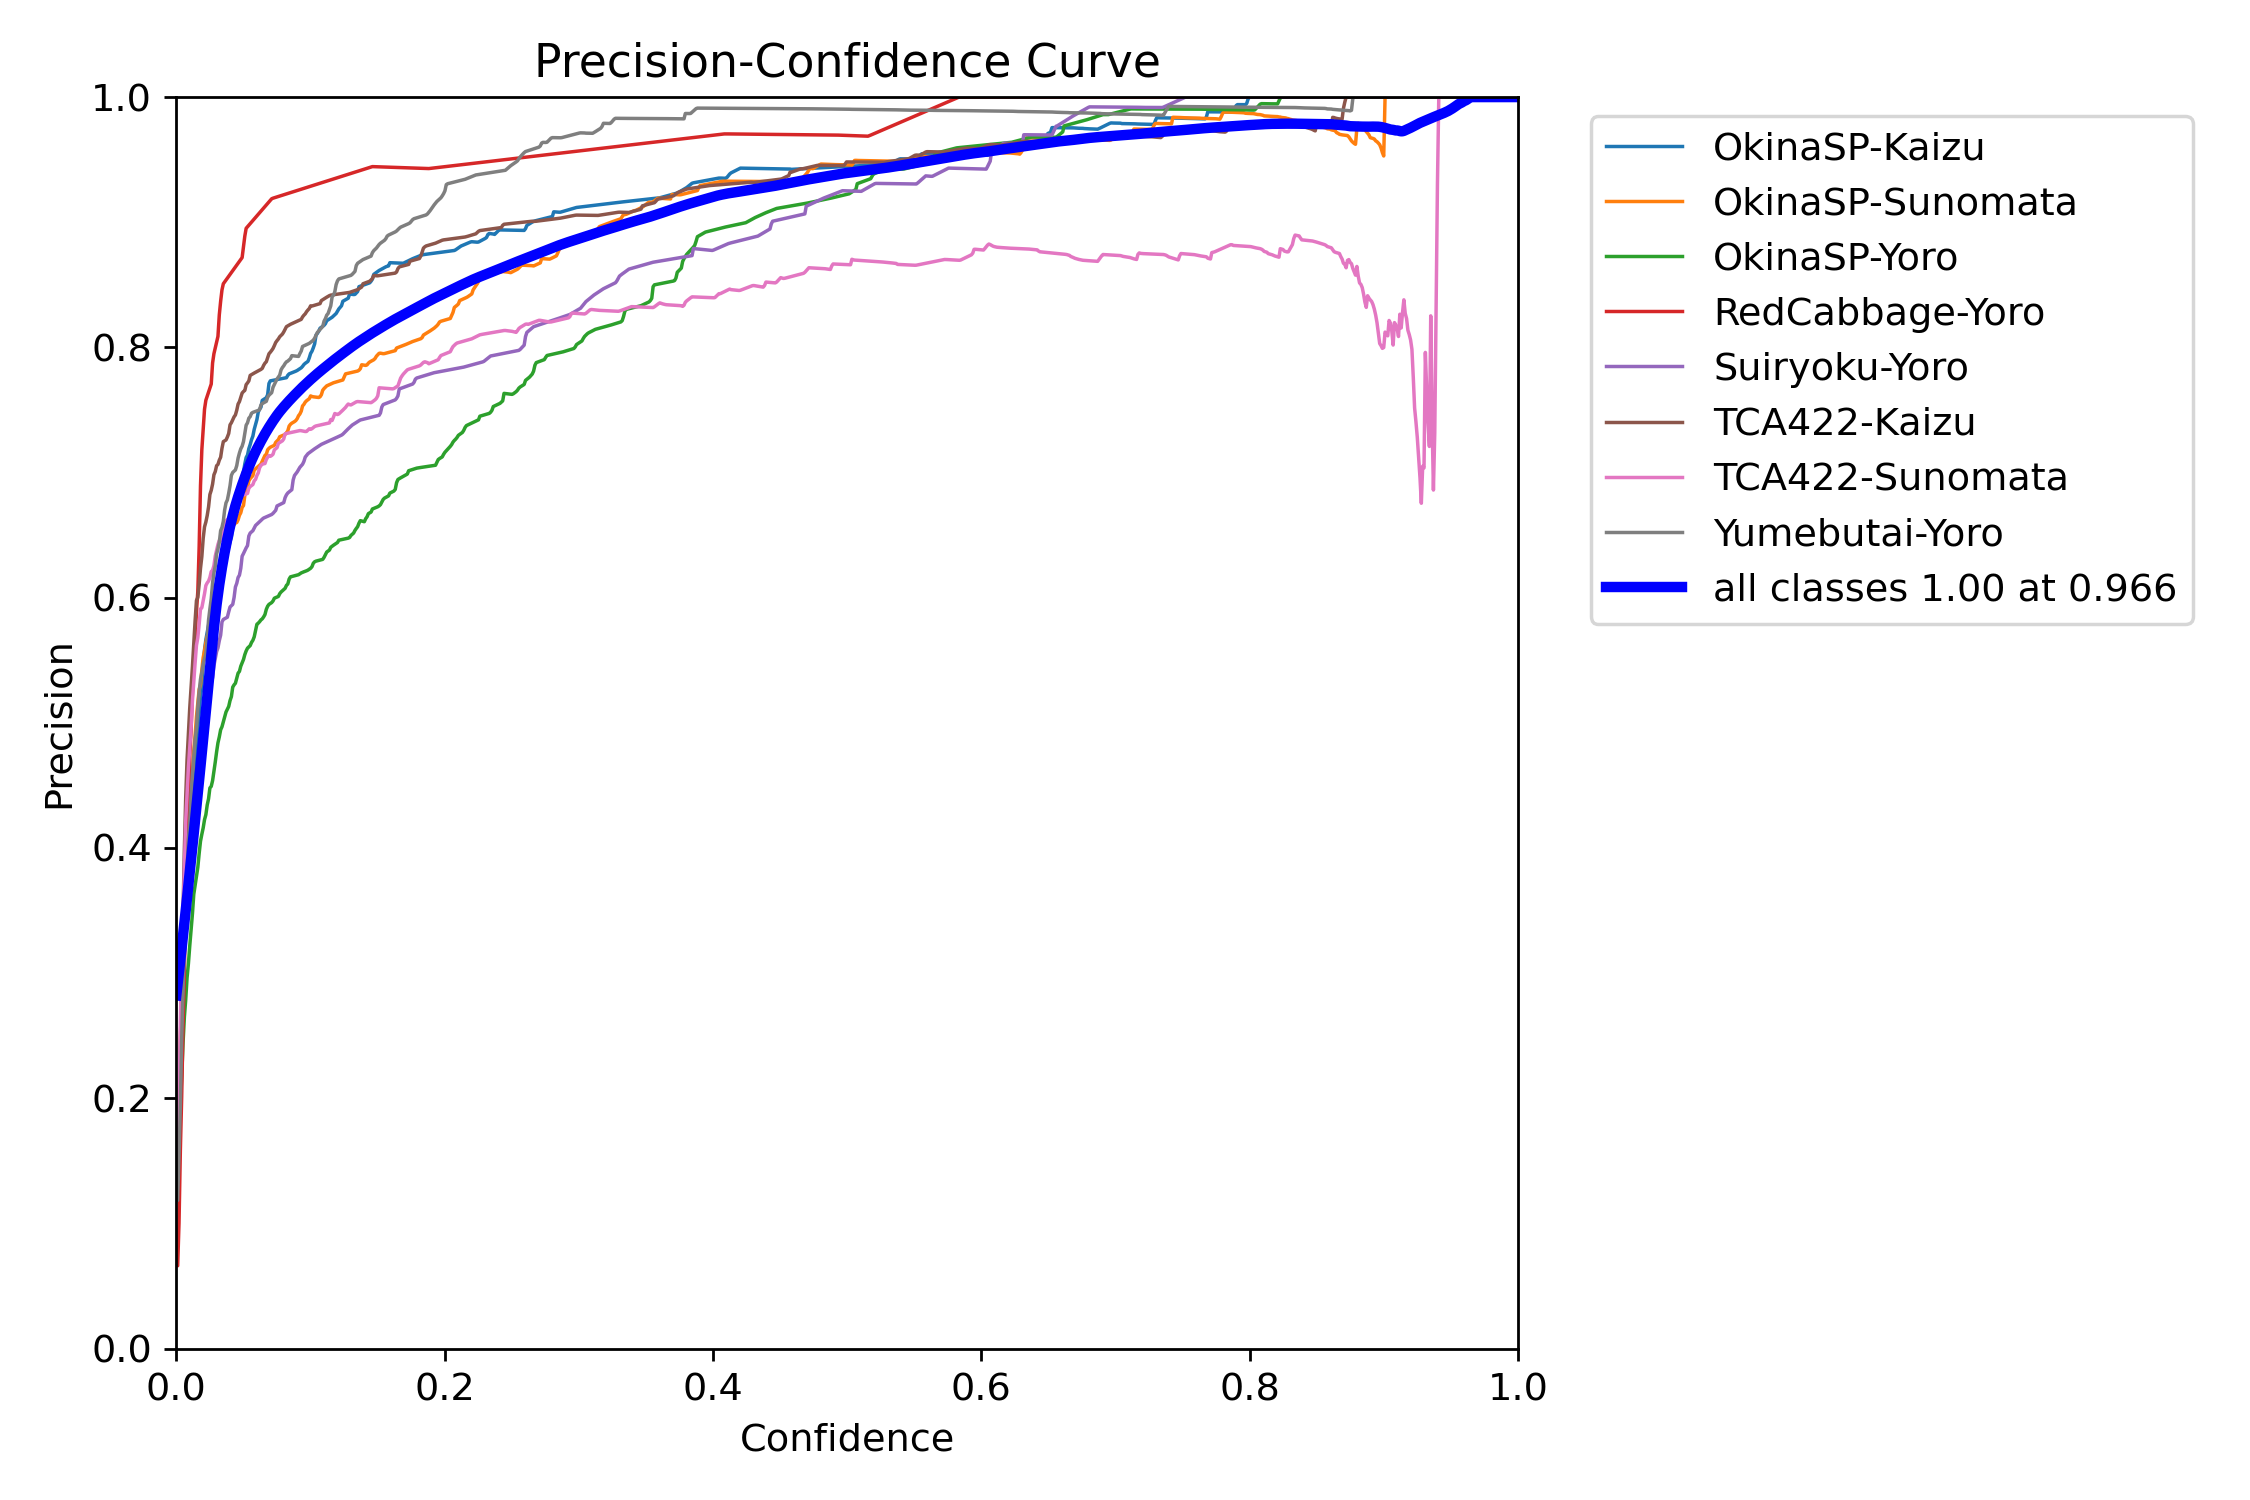 Precision-Confidence Curve
1.0
0.8
0.6
0.4
0.2
0.0
Precision
0.0 0.2 0.4 0.6 0.8 1.0
Confidence
OkinaSP-Kaizu
OkinaSP-Sunomata
OkinaSP-Yoro
RedCabbage-Yoro
Suiryoku-Yoro
TCA422-Kaizu
TCA422-Sunomata
Yumebutai-Yoro
all classes 1.00 at 0.966